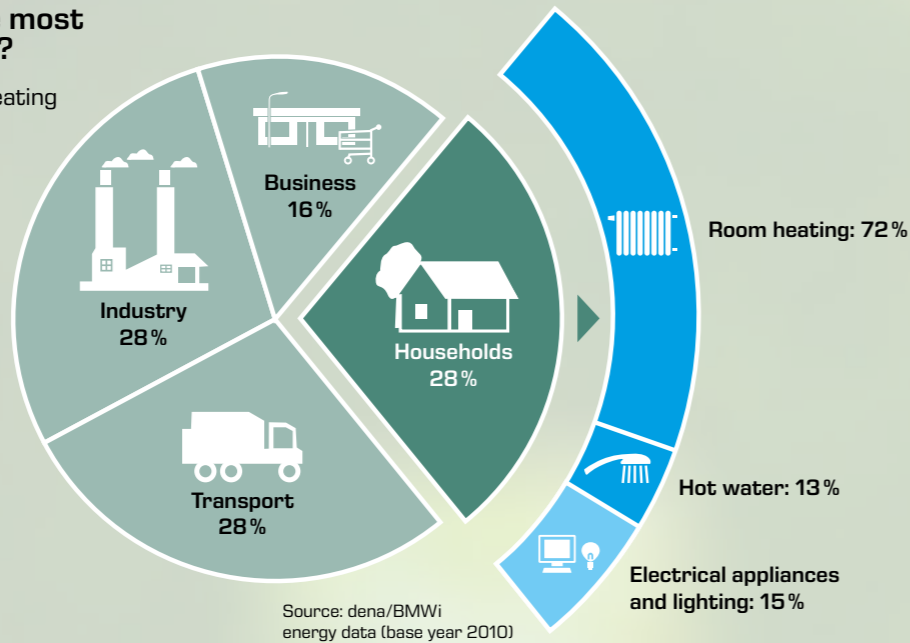 most
?
eating
Business
16 %
Industry
28 %
Households
28 %
Transport
28 %
Room heating: 72 %
Hot water: 13 %
Electrical appliances
and lighting: 15 %
Source: dena/BMWi
energy data (base year 2010)